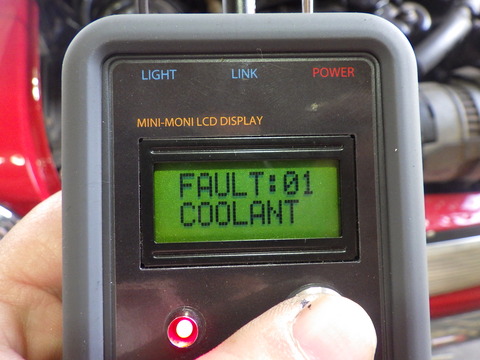 LIGHT LINK POWER
MINI-MONI LCD DISPLAY
FAULT:01
COOLANT